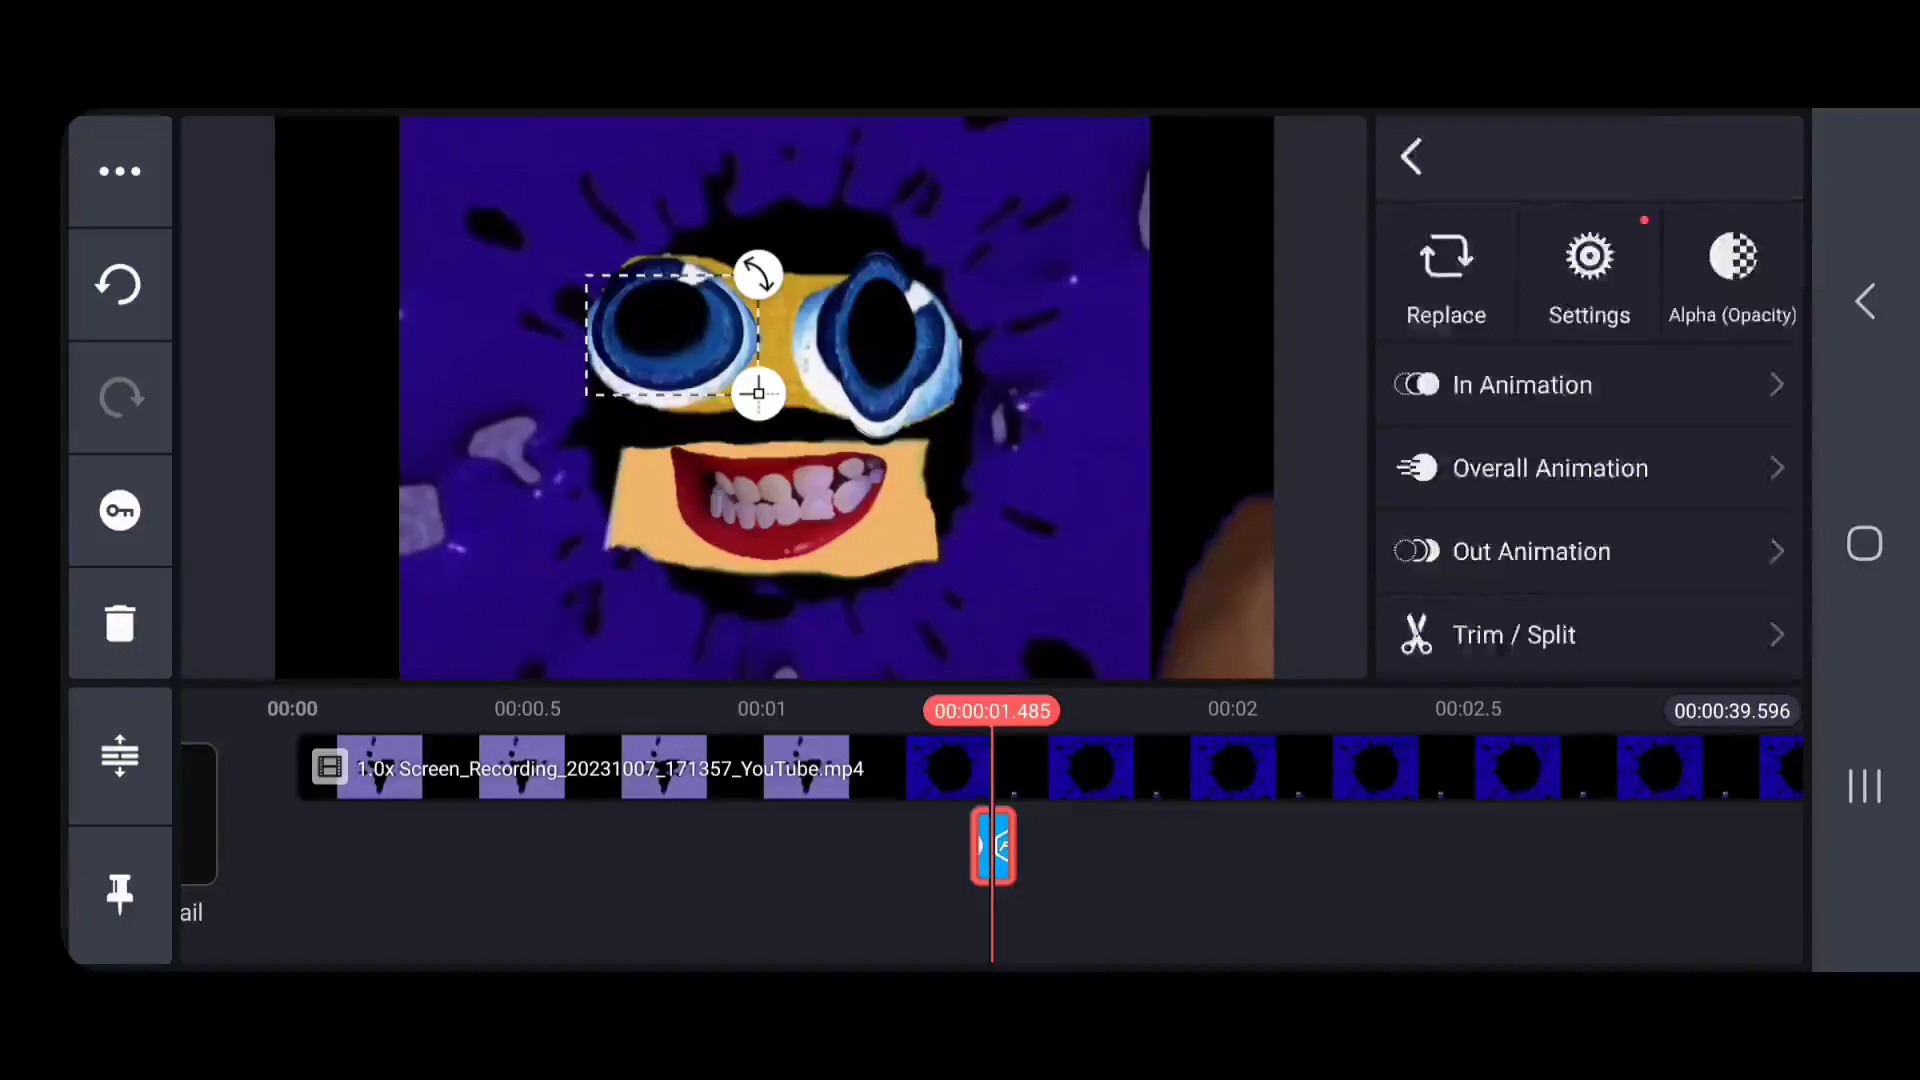 Replace
Settings
Alpha (Opacity)
In Animation
Overall Animation
Out Animation
Trim / Split
00:00
00:00.5
00:01
00:00:01.485
00:02
00:02.5
00:00:39.596
1.0x Screen_Recording_20231007_171357_YouTube.mp4
ail